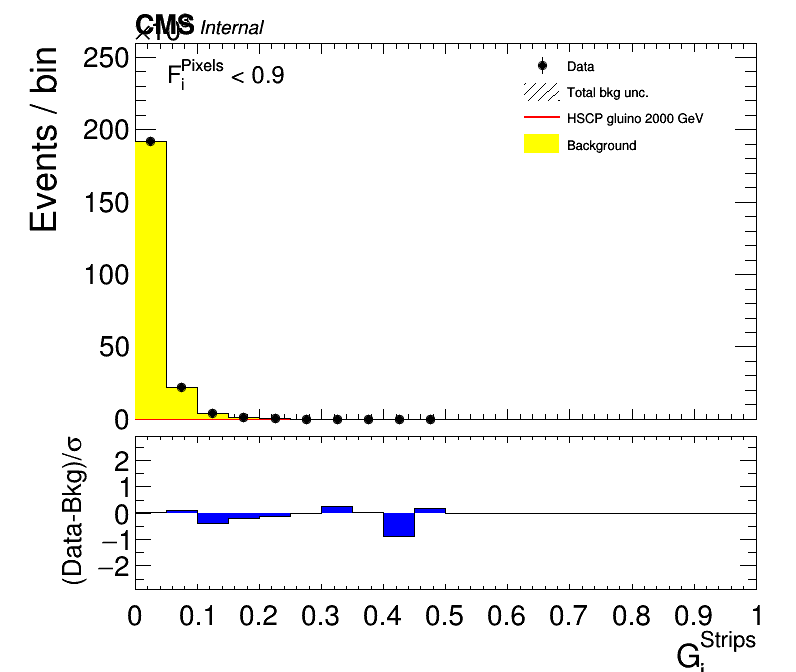 CMS Internal
×10³
F_i^Pixels < 0.9
Data
Total bkg unc.
HSCP gluino 2000 GeV
Background
Events / bin
250
200
150
100
50
0
(Data-Bkg)/σ
2
1
0
−1
−2
0 0.1 0.2 0.3 0.4 0.5 0.6 0.7 0.8 0.9 1
G_i^Strips